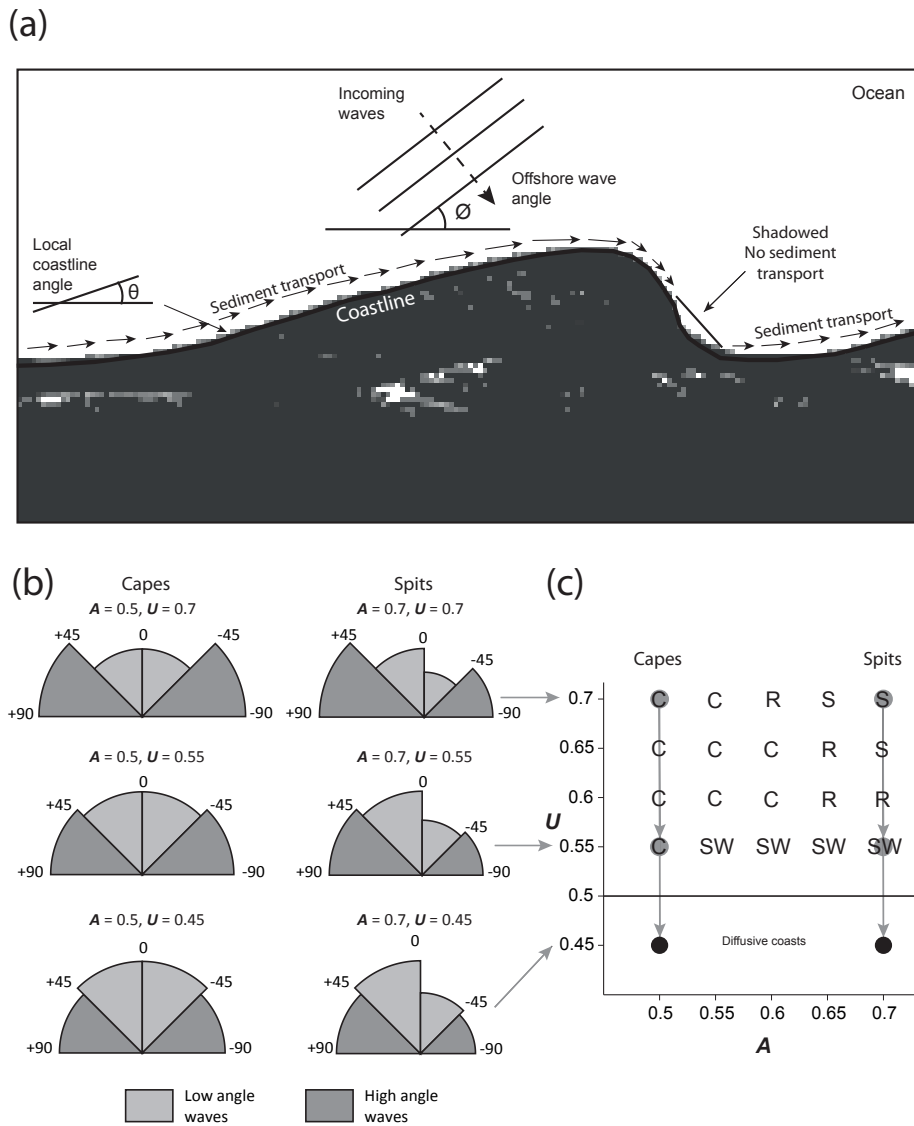 (a)
Incoming
waves
Ocean
Offshore wave
angle
Ø
Shadowed
No sediment
transport
Local
coastline
angle
θ
Sediment transport
Coastline
Sediment transport
(b)
Capes
Spits
A = 0.5, U = 0.7
+45
0
-45
+90
-90
A = 0.7, U = 0.7
+45
0
-45
+90
-90
A = 0.5, U = 0.55
0
+45
-45
+90
-90
A = 0.7, U = 0.55
0
+45
-45
+90
-90
A = 0.5, U = 0.45
0
+45
-45
+90
-90
A = 0.7, U = 0.45
0
+45
-45
+90
-90
Low angle
waves
High angle
waves
(c)
Capes
Spits
0.7 C C R S S
0.65 C C C R S
0.6 C C C R R
U
0.55 C SW SW SW SW
0.5
0.45 Diffusive coasts
0.5 0.55 0.6 0.65 0.7
A